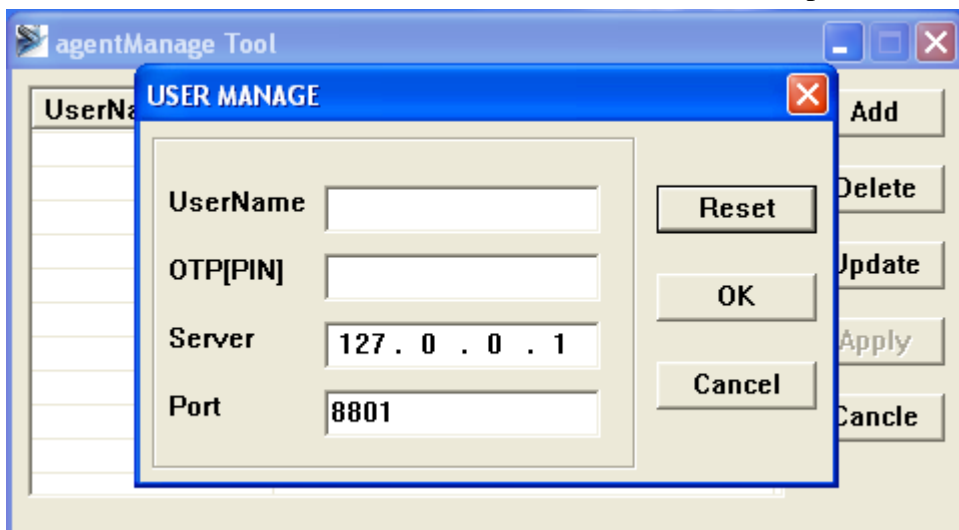 agentManage Tool
UserNa
USER MANAGE
Add
UserName
Reset
Delete
OTP[PIN]
OK
Update
Server
127 . 0 . 0 . 1
Apply
Port
8801
Cancel
Cancle